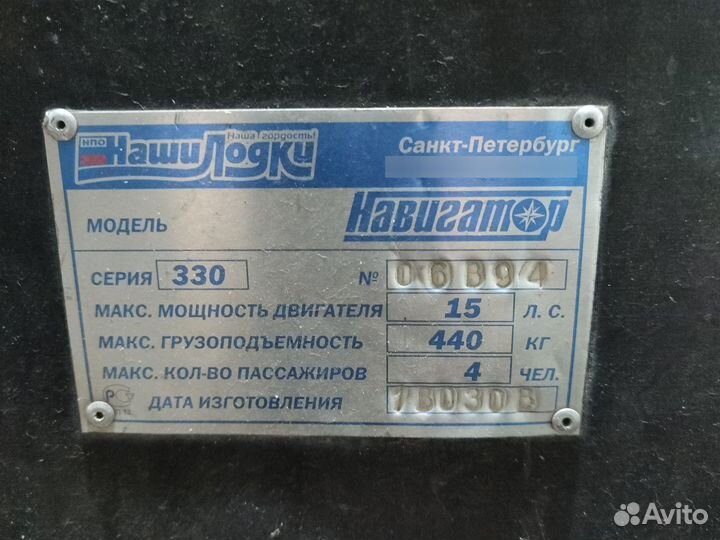 НПО
Наша гордость!
Наши Лодки
Санкт-Петербург
МОДЕЛЬ Навигатор
СЕРИЯ 330 № 06В94
МАКС. МОЩНОСТЬ ДВИГАТЕЛЯ 15 Л. С.
МАКС. ГРУЗОПОДЪЕМНОСТЬ 440 КГ
МАКС. КОЛ-ВО ПАССАЖИРОВ 4 ЧЕЛ.
ДАТА ИЗГОТОВЛЕНИЯ
Avito